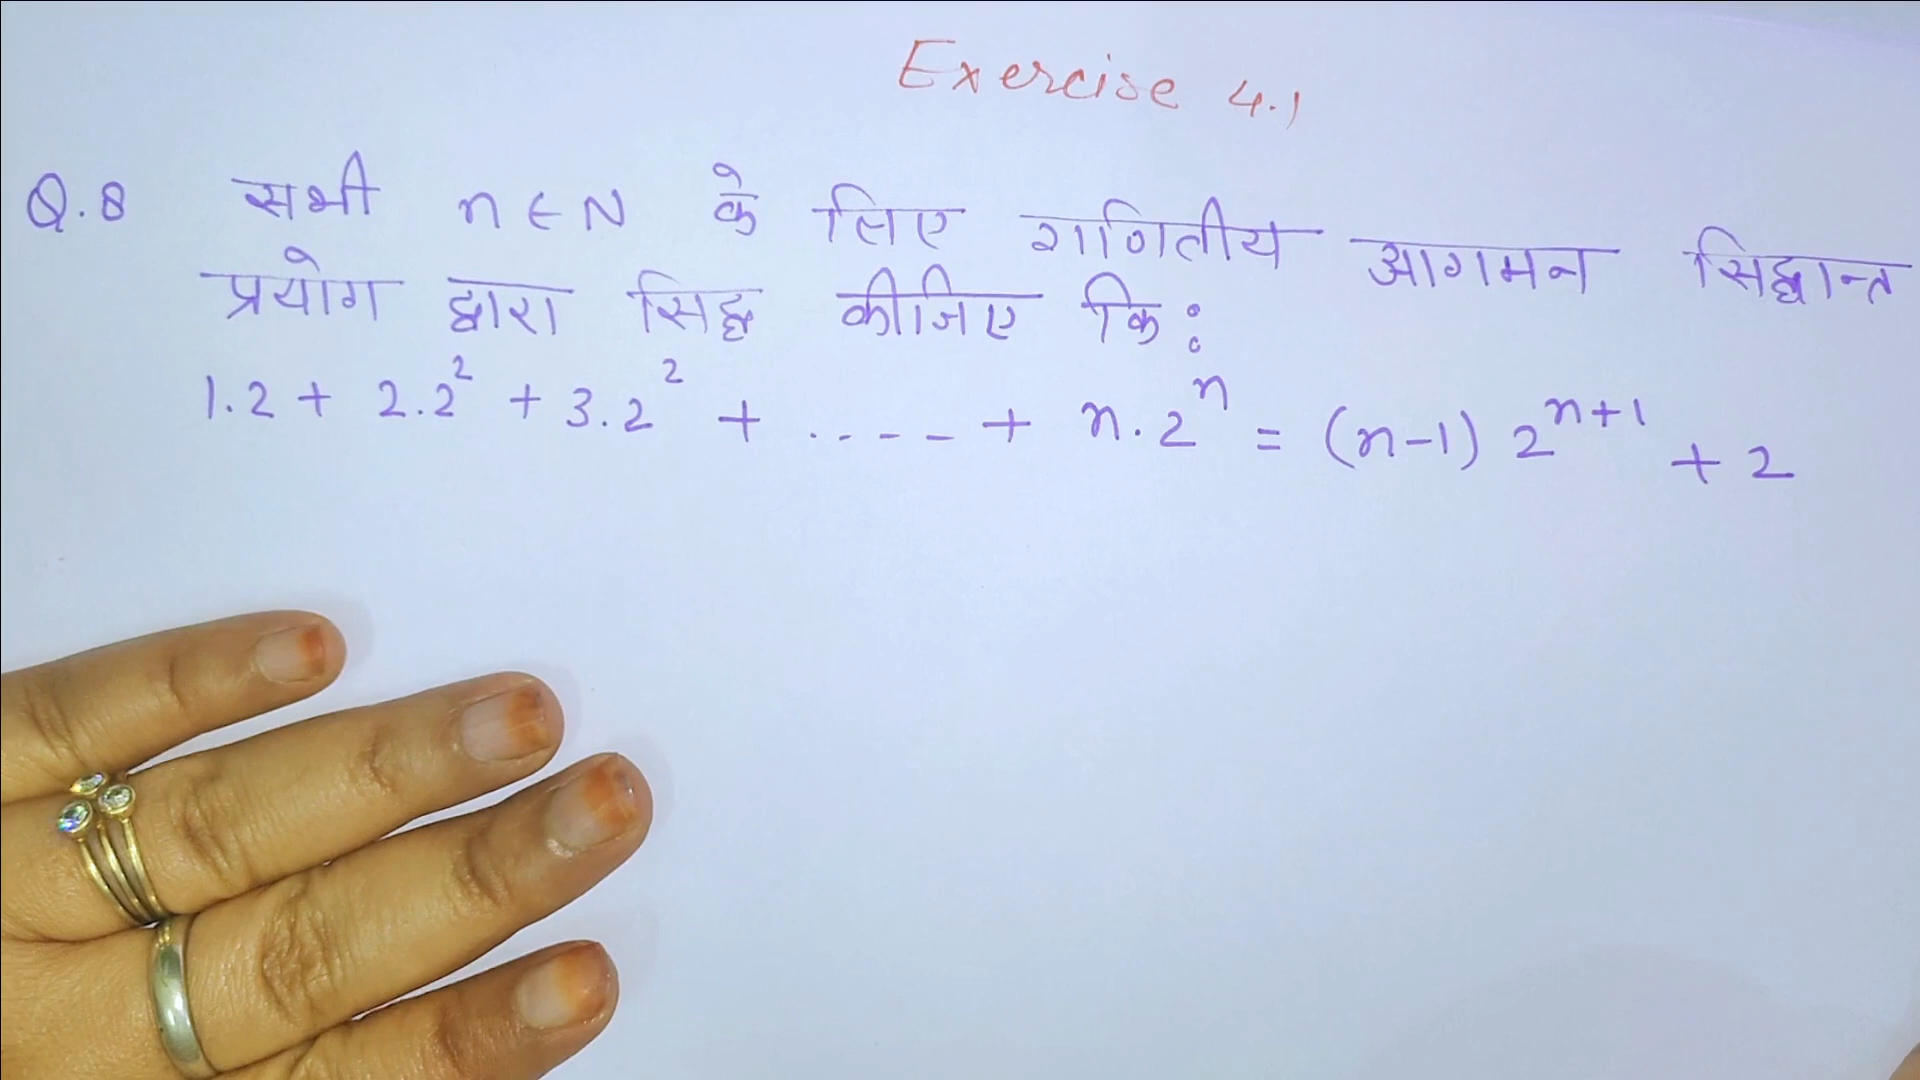 Exercise 4.1
Q.8 सभी n∈N के लिए गणितीय आगमन सिद्धान्त
प्रयोग द्वारा सिद्ध कीजिए कि:
1.2 + 2.2² + 3.2² + ..--- + n.2ⁿ = (n-1) 2ⁿ⁺¹ + 2